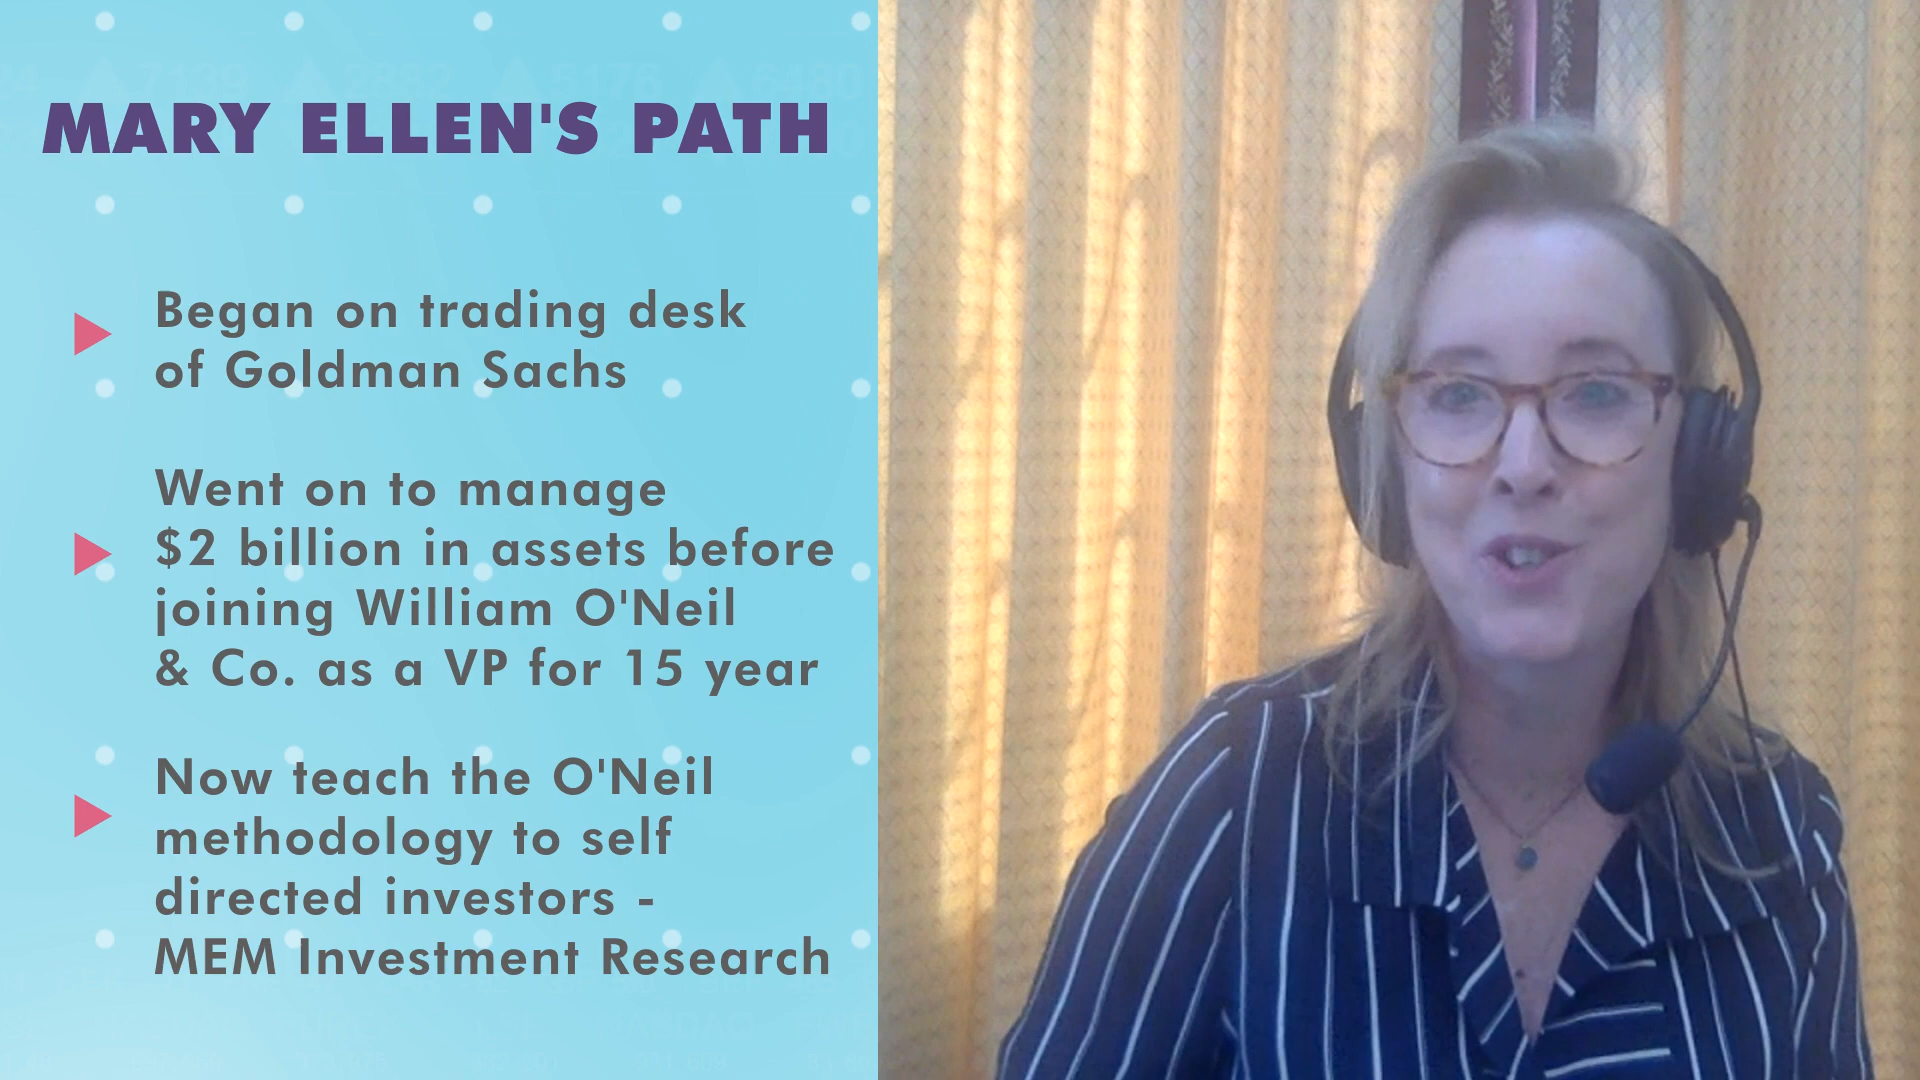 MARY ELLEN'S PATH
Began on trading desk
of Goldman Sachs
Went on to manage
$2 billion in assets before
joining William O'Neil
& Co. as a VP for 15 year
Now teach the O'Neil
methodology to self
directed investors -
MEM Investment Research